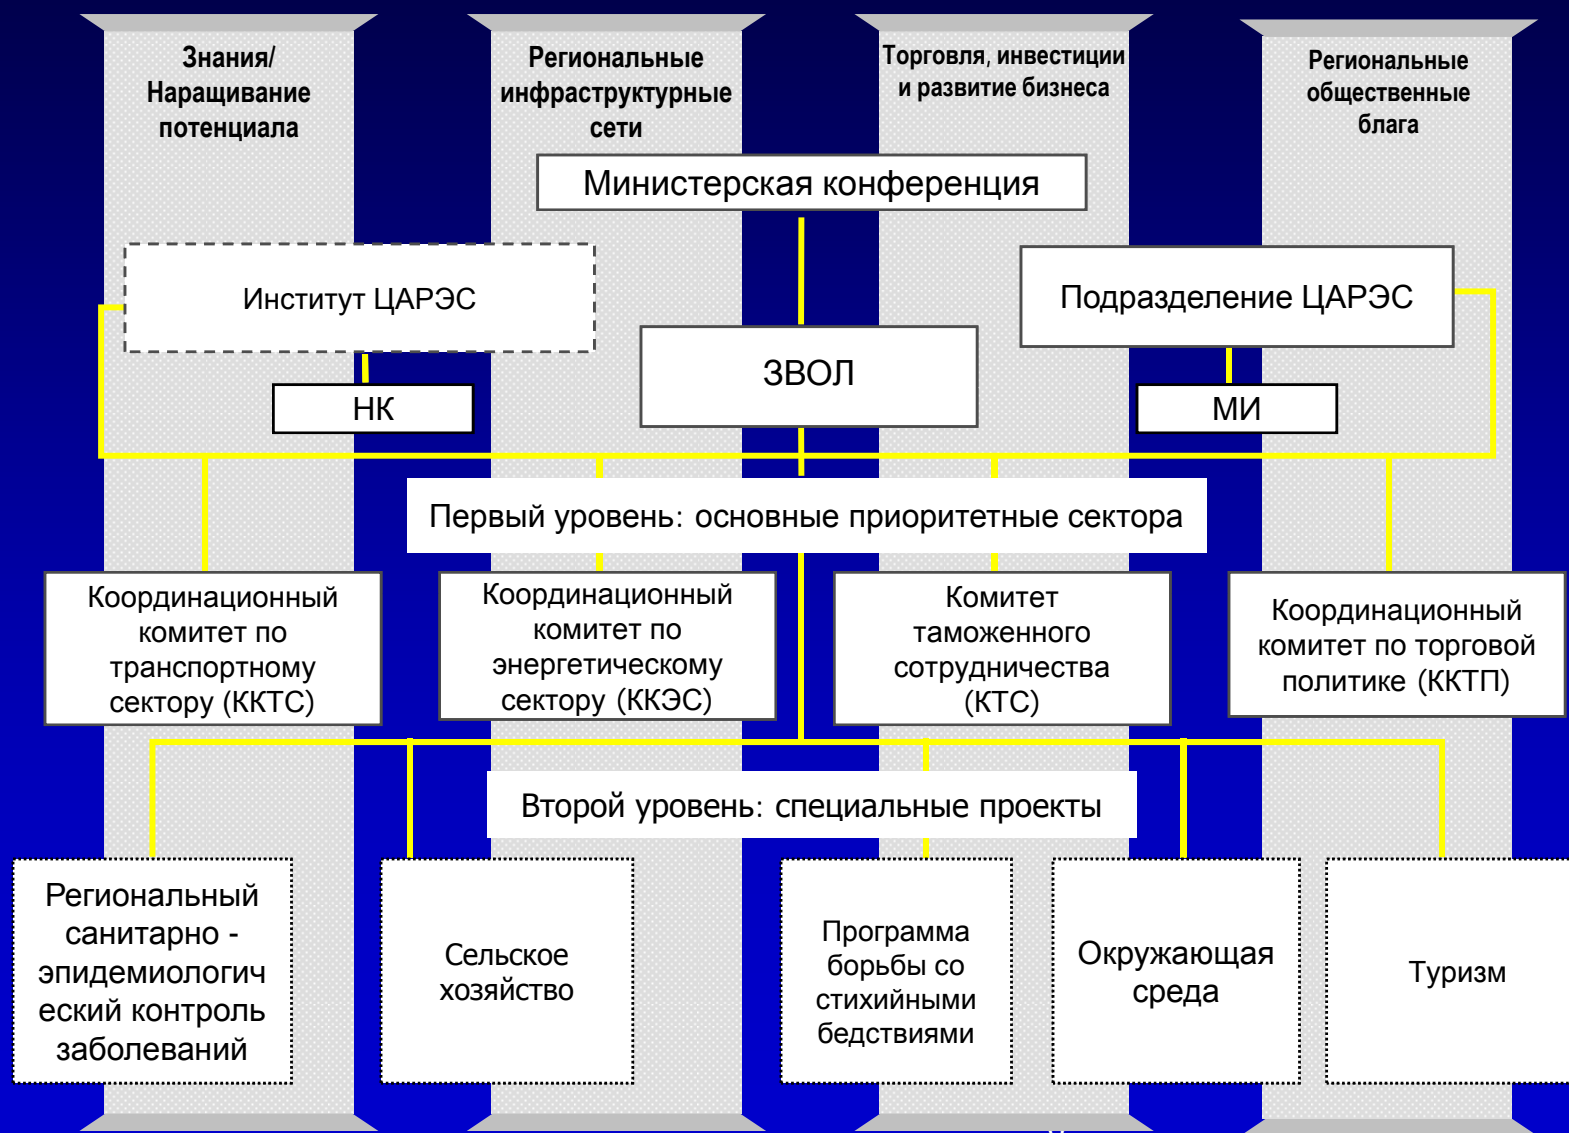 Знания/
Наращивание
потенциала
Региональные
инфраструктурные
сети
Торговля, инвестиции
и развитие бизнеса
Региональные
общественные
блага
Министерская конференция
Институт ЦАРЭС
Подразделение ЦАРЭС
ЗВОЛ
НК
МИ
Первый уровень: основные приоритетные сектора
Координационный
комитет по
транспортному
сектору (ККТС)
Координационный
комитет по
энергетическому
сектору (ККЭС)
Комитет
таможенного
сотрудничества
(КТС)
Координационный
комитет по торговой
политике (ККТП)
Второй уровень: специальные проекты
Региональный
санитарно -
эпидемиологич
еский контроль
заболеваний
Сельское
хозяйство
Программа
борьбы со
стихийными
бедствиями
Окружающая
среда
Туризм